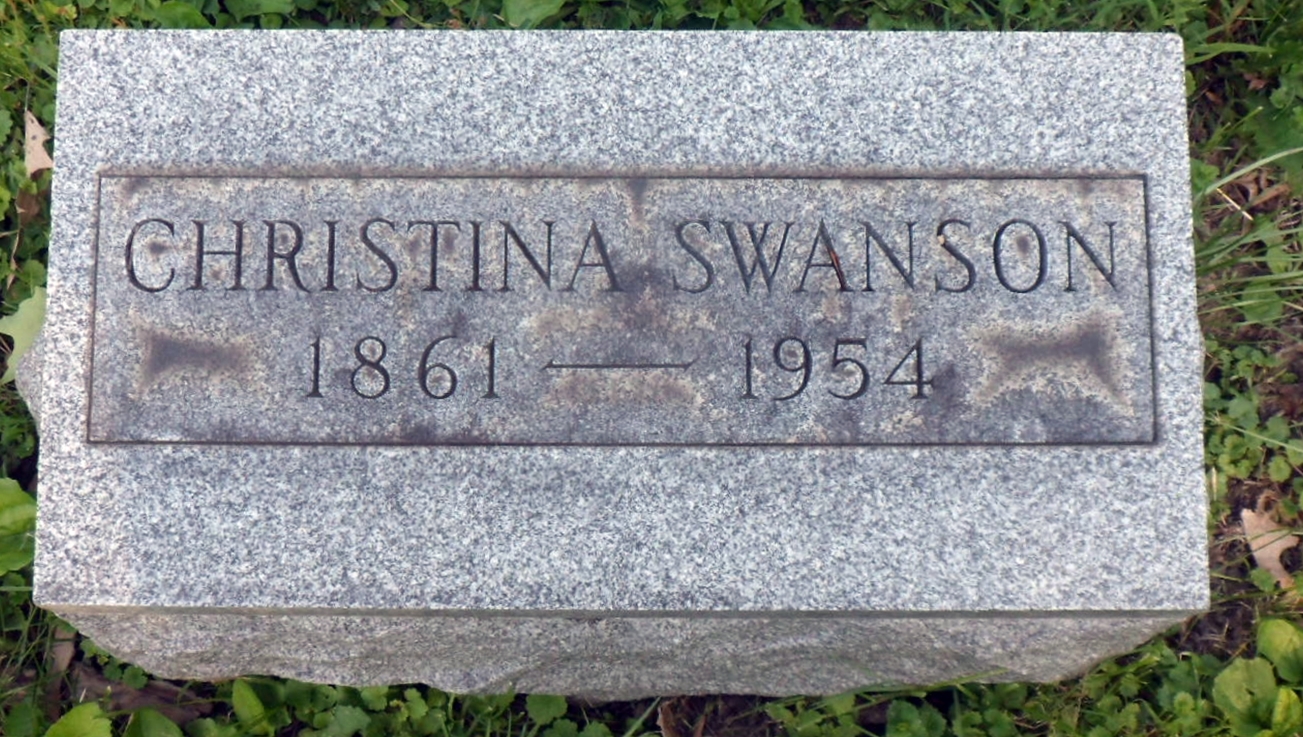 CHRISTINA SWANSON
1861 — 1954